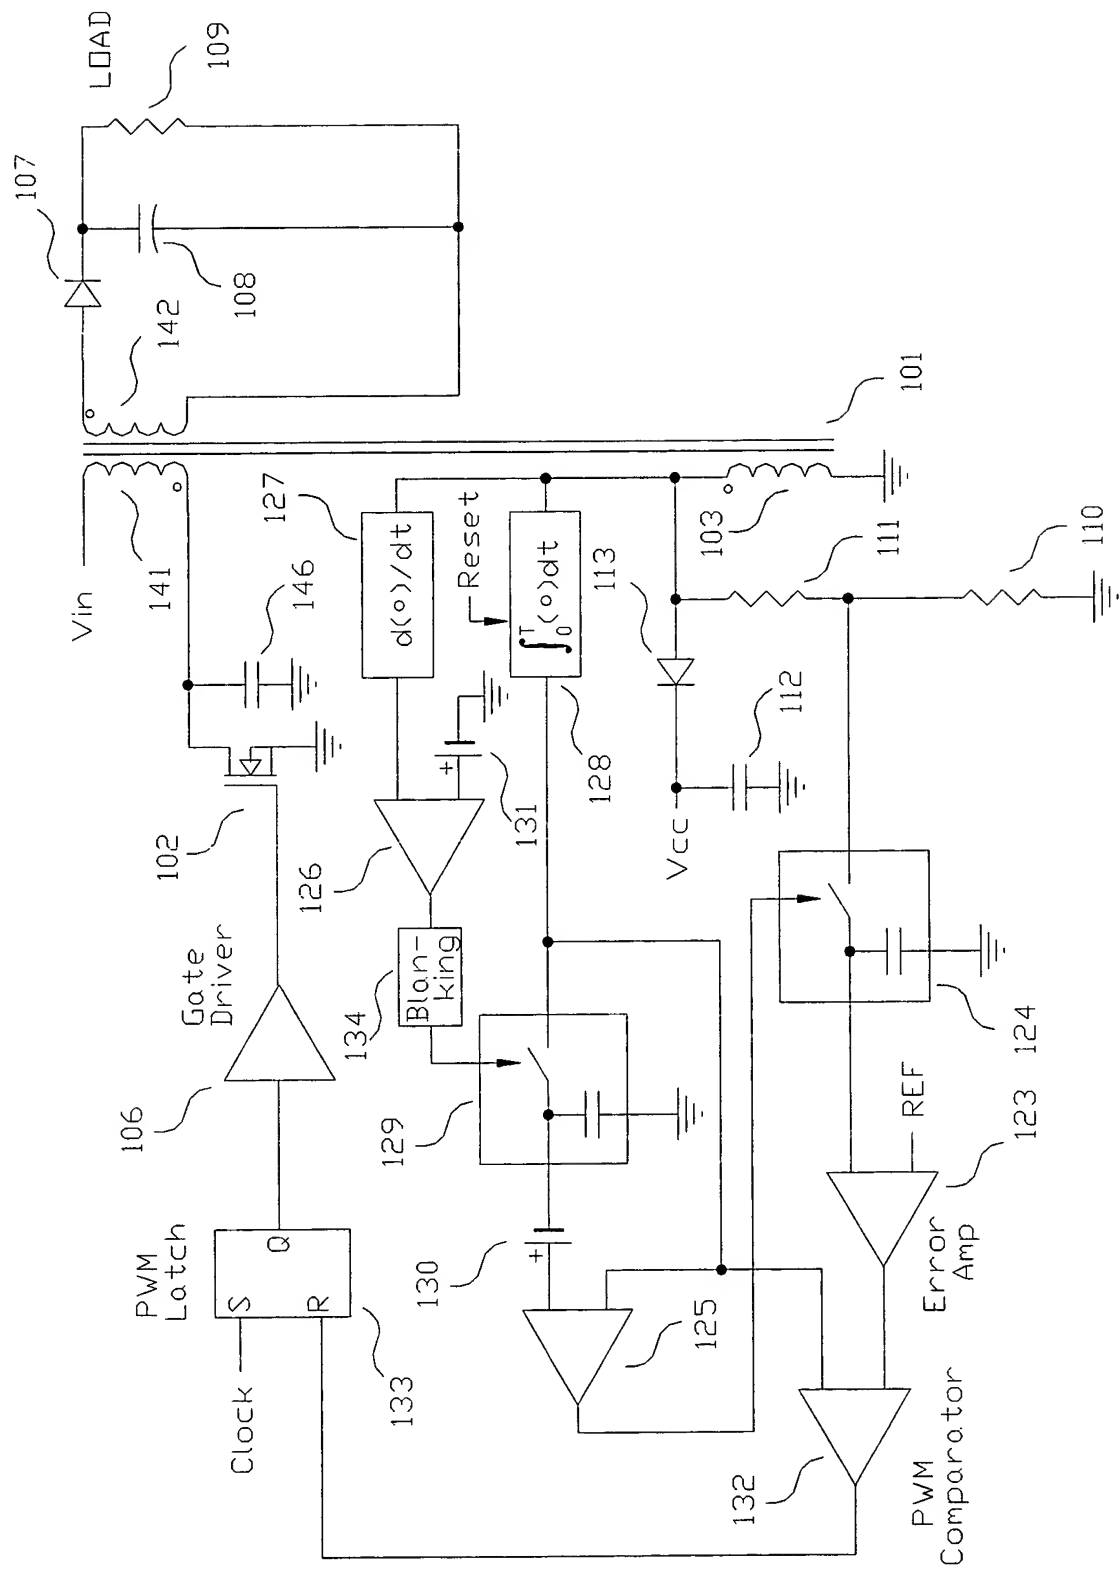 LOAD
109
107
108
142
101
127
Reset
103
111
110
Vin
141
146
d(o)/dt
∫₀ᵀ(o)dt
113
112
128
131
+
Vcc
102
126
Gate
Driver
Blan-
king
134
124
106
129
REF
123
PWM
Latch
Q
S
R
+
130
Error
Amp
125
Clock
133
132
PWM
Comparator